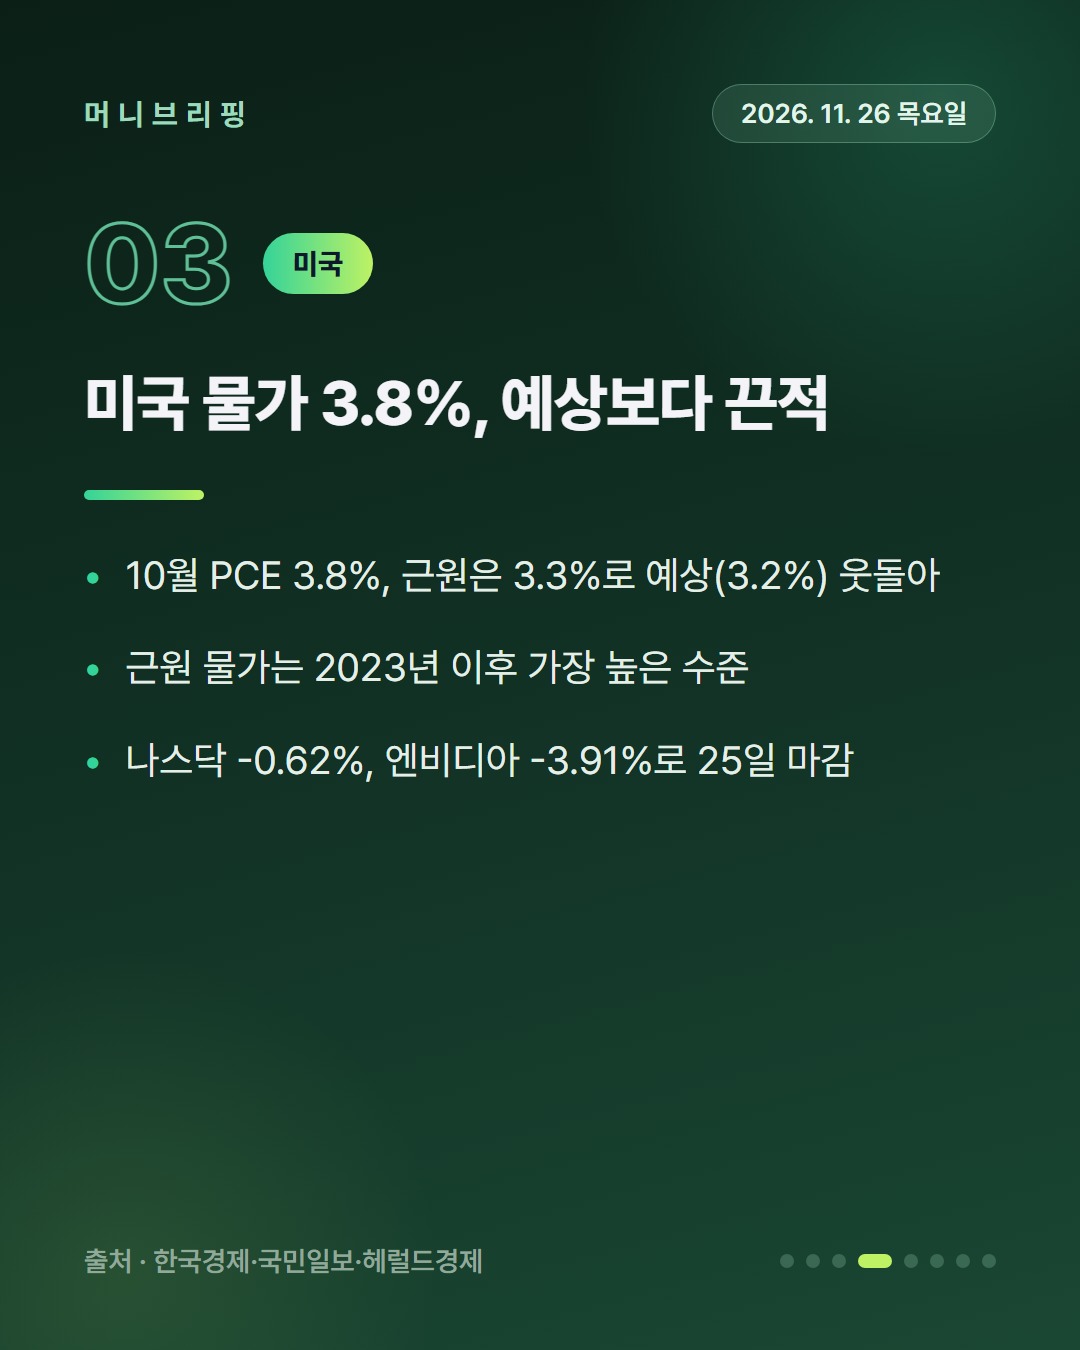 머니브리핑
2026. 11. 26 목요일
03
미국
미국 물가 3.8%, 예상보다 끈적
• 10월 PCE 3.8%, 근원은 3.3%로 예상(3.2%) 웃돌아
• 근원 물가는 2023년 이후 가장 높은 수준
• 나스닥 -0.62%, 엔비디아 -3.91%로 25일 마감
출처 · 한국경제·국민일보·헤럴드경제